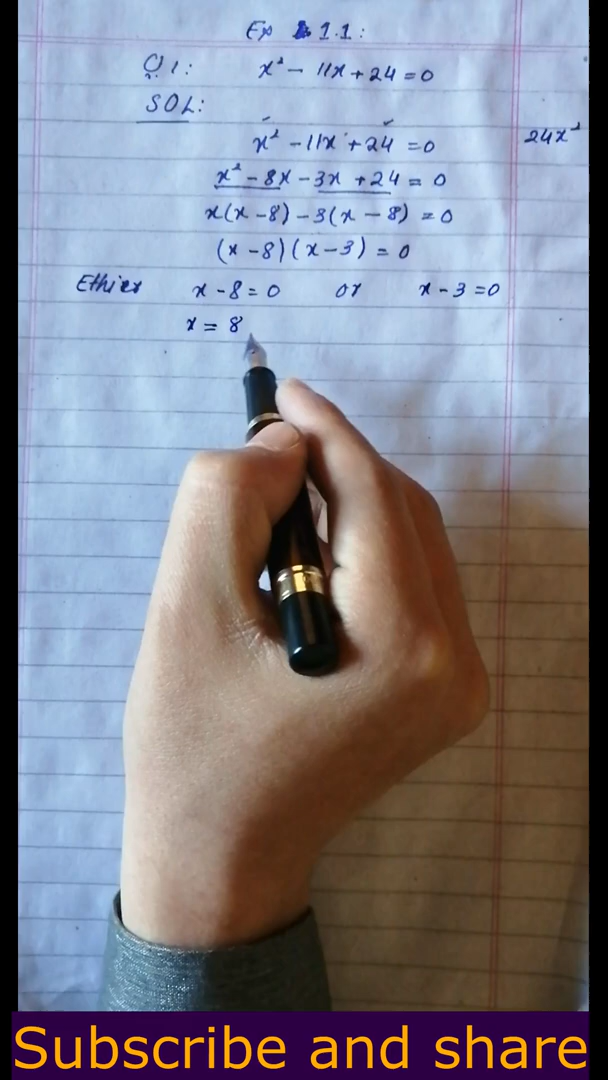 Ex 1.1:
Q1: x² - 11x + 24 = 0
SOL:
x² - 11x + 24 = 0
24x²
x² - 8x - 3x + 24 = 0
x(x - 8) - 3(x - 8) = 0
(x - 8)(x - 3) = 0
Ethier x - 8 = 0 or x - 3 = 0
x = 8
Subscribe and share